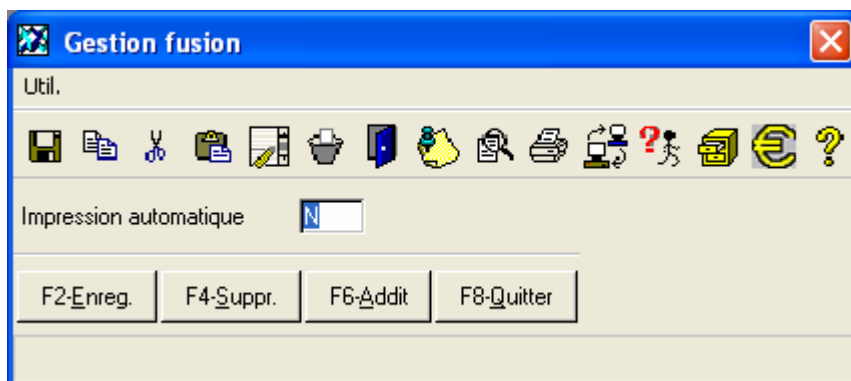 Gestion fusion
Util.
Impression automatique N
F2-Enreg. F4-Suppr. F6-Addit F8-Quitter